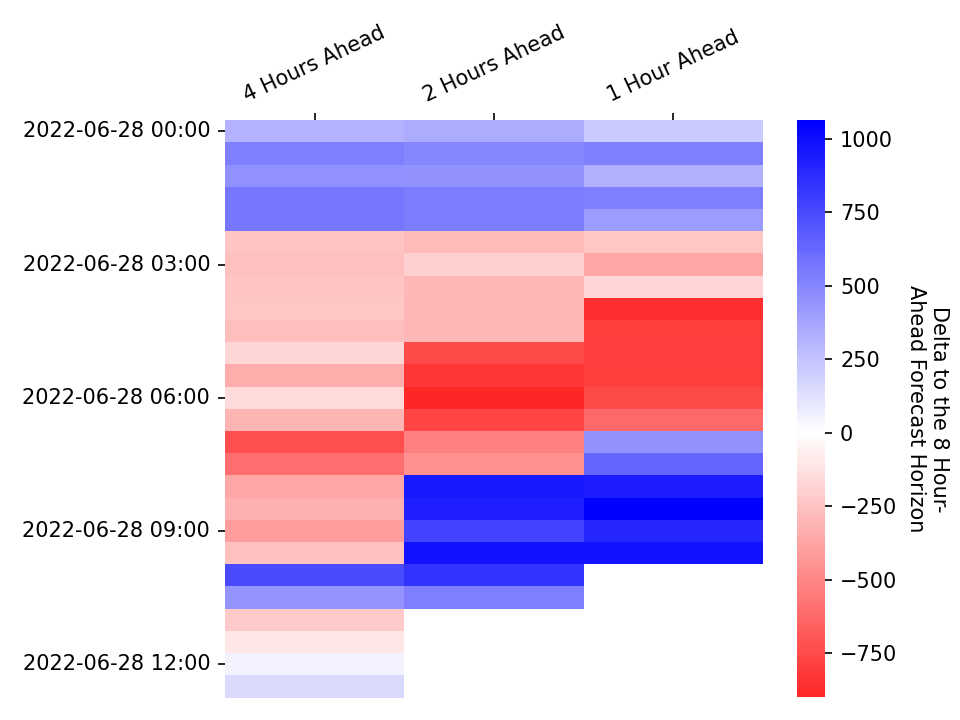 4 Hours Ahead
2 Hours Ahead
1 Hour Ahead
2022-06-28 00:00
2022-06-28 03:00
2022-06-28 06:00
2022-06-28 09:00
2022-06-28 12:00
1000
750
500
250
0
−250
−500
−750
Delta to the 8 Hour-
Ahead Forecast Horizon